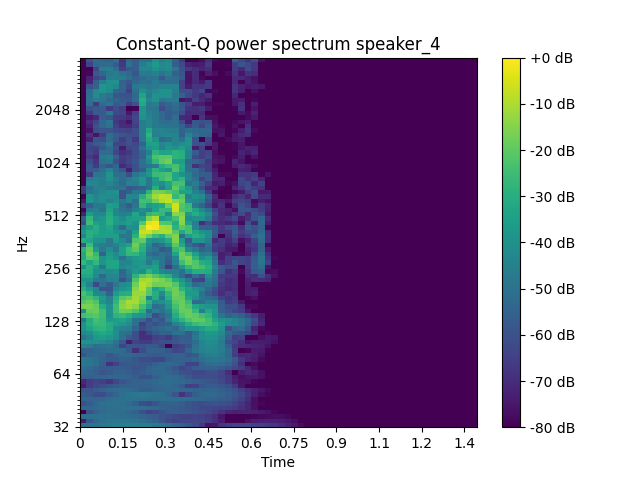 Constant-Q power spectrum speaker_4
Hz
2048
1024
512
256
128
64
32
0 0.15 0.3 0.45 0.6 0.75 0.9 1.1 1.2 1.4
Time
+0 dB
-10 dB
-20 dB
-30 dB
-40 dB
-50 dB
-60 dB
-70 dB
-80 dB